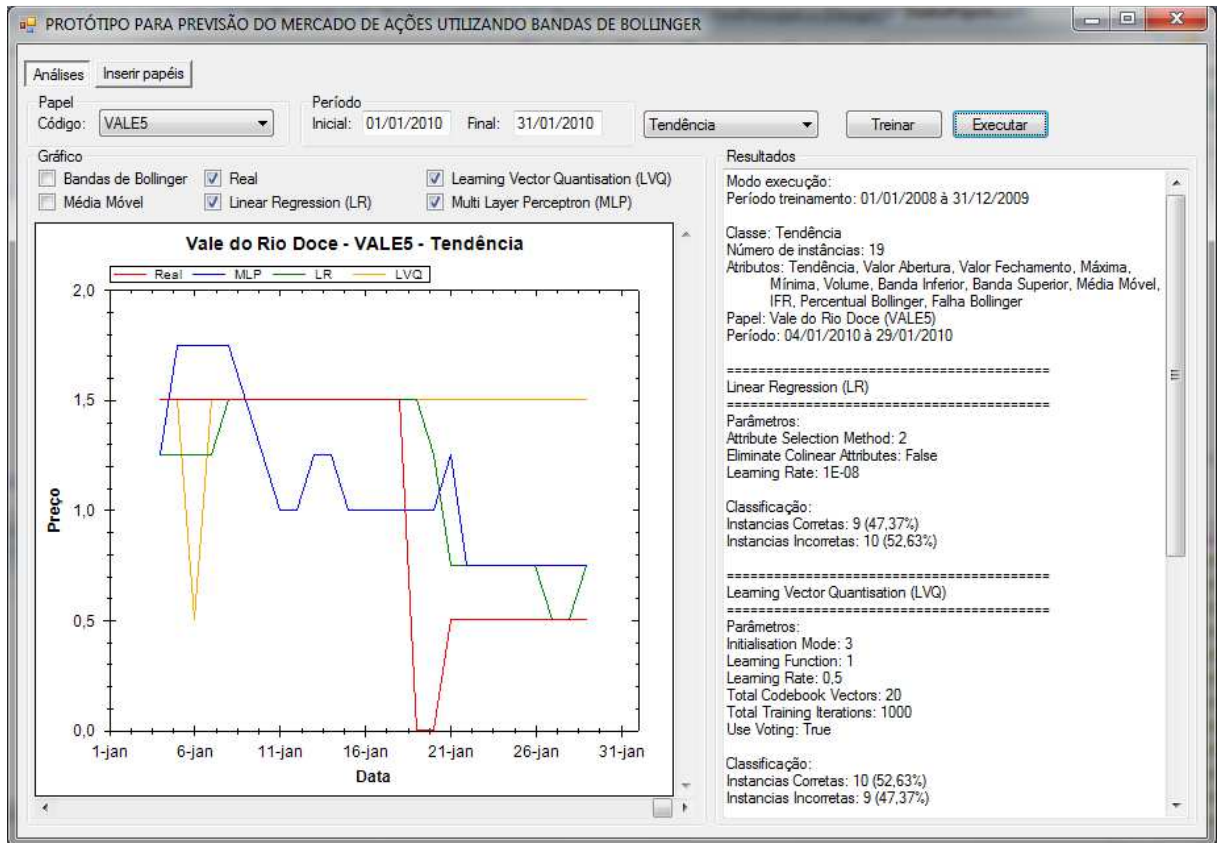 PROTÓTIPO PARA PREVISÃO DO MERCADO DE AÇÕES UTILIZANDO BANDAS DE BOLLINGER
Análises Inserir papéis
Papel
Código: VALE5
Período
Inicial: 01/01/2010 Final: 31/01/2010
Tendência
Treinar
Executar
Gráfico
Bandas de Bollinger Real Learning Vector Quantisation (LVQ)
Média Móvel Linear Regression (LR) Multi Layer Perceptron (MLP)
Vale do Rio Doce - VALE5 - Tendência
Real MLP LR LVQ
Preço
2,0
1,5
1,0
0,5
0,0
1-jan 6-jan 11-jan 16-jan 21-jan 26-jan 31-jan
Data
Resultados
Modo execução:
Período treinamento: 01/01/2008 à 31/12/2009
Classe: Tendência
Número de instâncias: 19
Atributos: Tendência, Valor Abertura, Valor Fechamento, Máxima,
Mínima, Volume, Banda Inferior, Banda Superior, Média Móvel,
IFR, Percentual Bollinger, Falha Bollinger
Papel: Vale do Rio Doce (VALE5)
Período: 04/01/2010 à 29/01/2010
========================================
Linear Regression (LR)
========================================
Parâmetros:
Attribute Selection Method: 2
Eliminate Colinear Attributes: False
Learning Rate: 1E-08
Classificação:
Instancias Corretas: 9 (47,37%)
Instancias Incorretas: 10 (52,63%)
========================================
Learning Vector Quantisation (LVQ)
========================================
Parâmetros:
Initialisation Mode: 3
Learning Function: 1
Learning Rate: 0,5
Total Codebook Vectors: 20
Total Training Iterations: 1000
Use Voting: True
Classificação:
Instancias Corretas: 10 (52,63%)
Instancias Incorretas: 9 (47,37%)